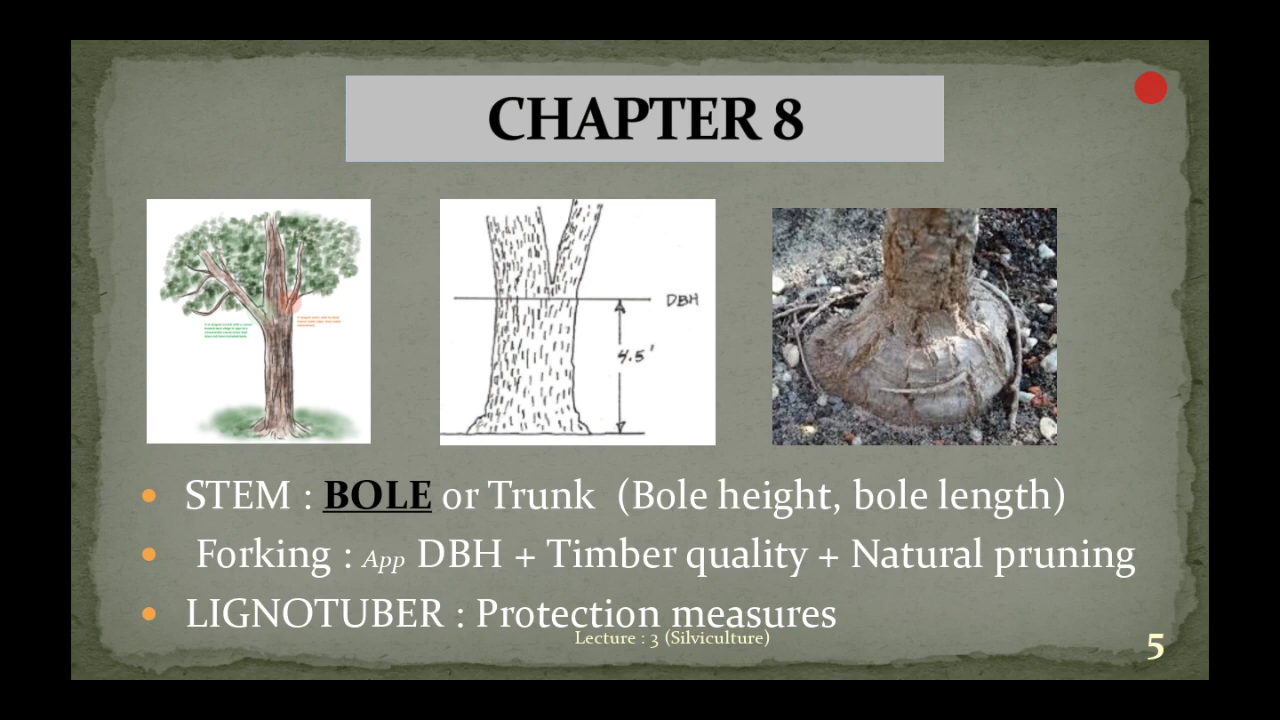 CHAPTER 8
DBH
4.5'
• STEM : BOLE or Trunk (Bole height, bole length)
• Forking : App DBH + Timber quality + Natural pruning
• LIGNOTUBER : Protection measures
Lecture : 3 (Silviculture)
5